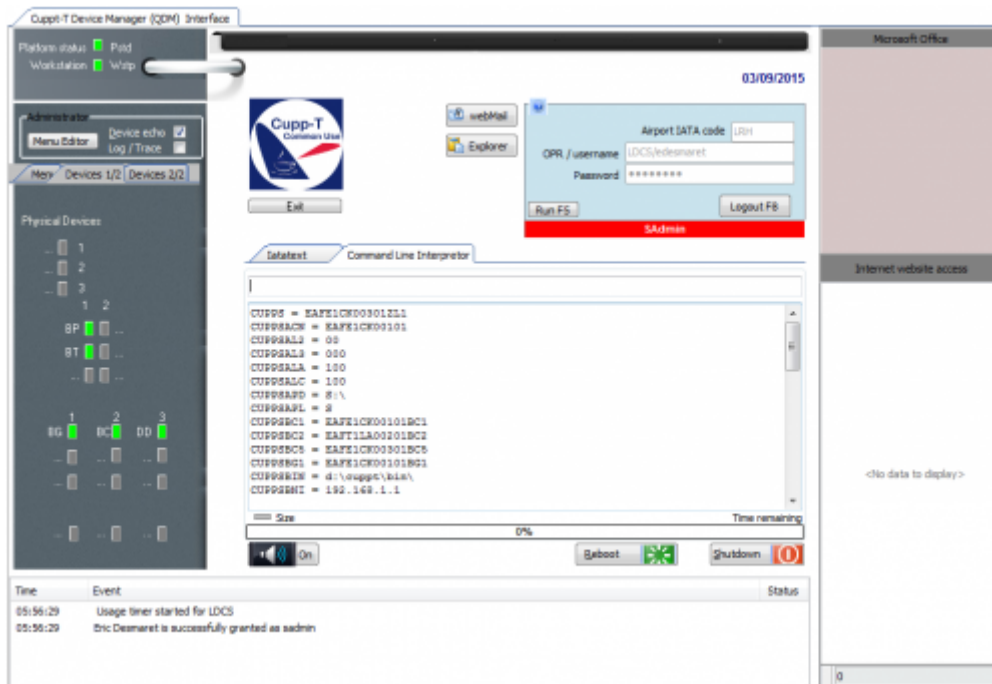 Cuppt-T Device Manager (QDM) Interface
Platform status Pstd
Workstation Wstp
Microsoft Office
03/09/2015
Administrator
Menu Editor
Device echo
Log / Trace
Cupp-T
Common Use
webMail
Explorer
Airport IATA code LRH
OPR / username LDCS/edesmaret
Password ********
Run F5
Logout F8
SAdmin
Exit
Devices 1/2
Devices 2/2
Physical Devices
... 1
... 2
... 3
1 2
BP ...
BT ...
... ...
1 2 3
BG BC DD
... ... ...
... ... ...
... ... ...
Datatext
Command Line Interpretor
CUPPS = EAFE1CK00301ZL1
CUPPSACN = EAFE1CK00101
CUPPSAL2 = 00
CUPPSAL3 = 000
CUPPSALA = 100
CUPPSALC = 100
CUPPSAPD = S:\
CUPPSAPL = S
CUPPSBC1 = EAFE1CK00101BC1
CUPPSBC2 = EAFT1LA00201BC2
CUPPSBC5 = EAFE1CK00301BC5
CUPPSBG1 = EAFE1CK00101BG1
CUPPSBIN = d:\cuppt\bin\
CUPPSBNI = 192.168.1.1
Size
Time remaining
0%
On
Reboot
Shutdown
Internet website access
<No data to display>
Time Event Status
05:56:29 Usage timer started for LDCS
05:56:29 Eric Desmaret is successfully granted as sadmin
0